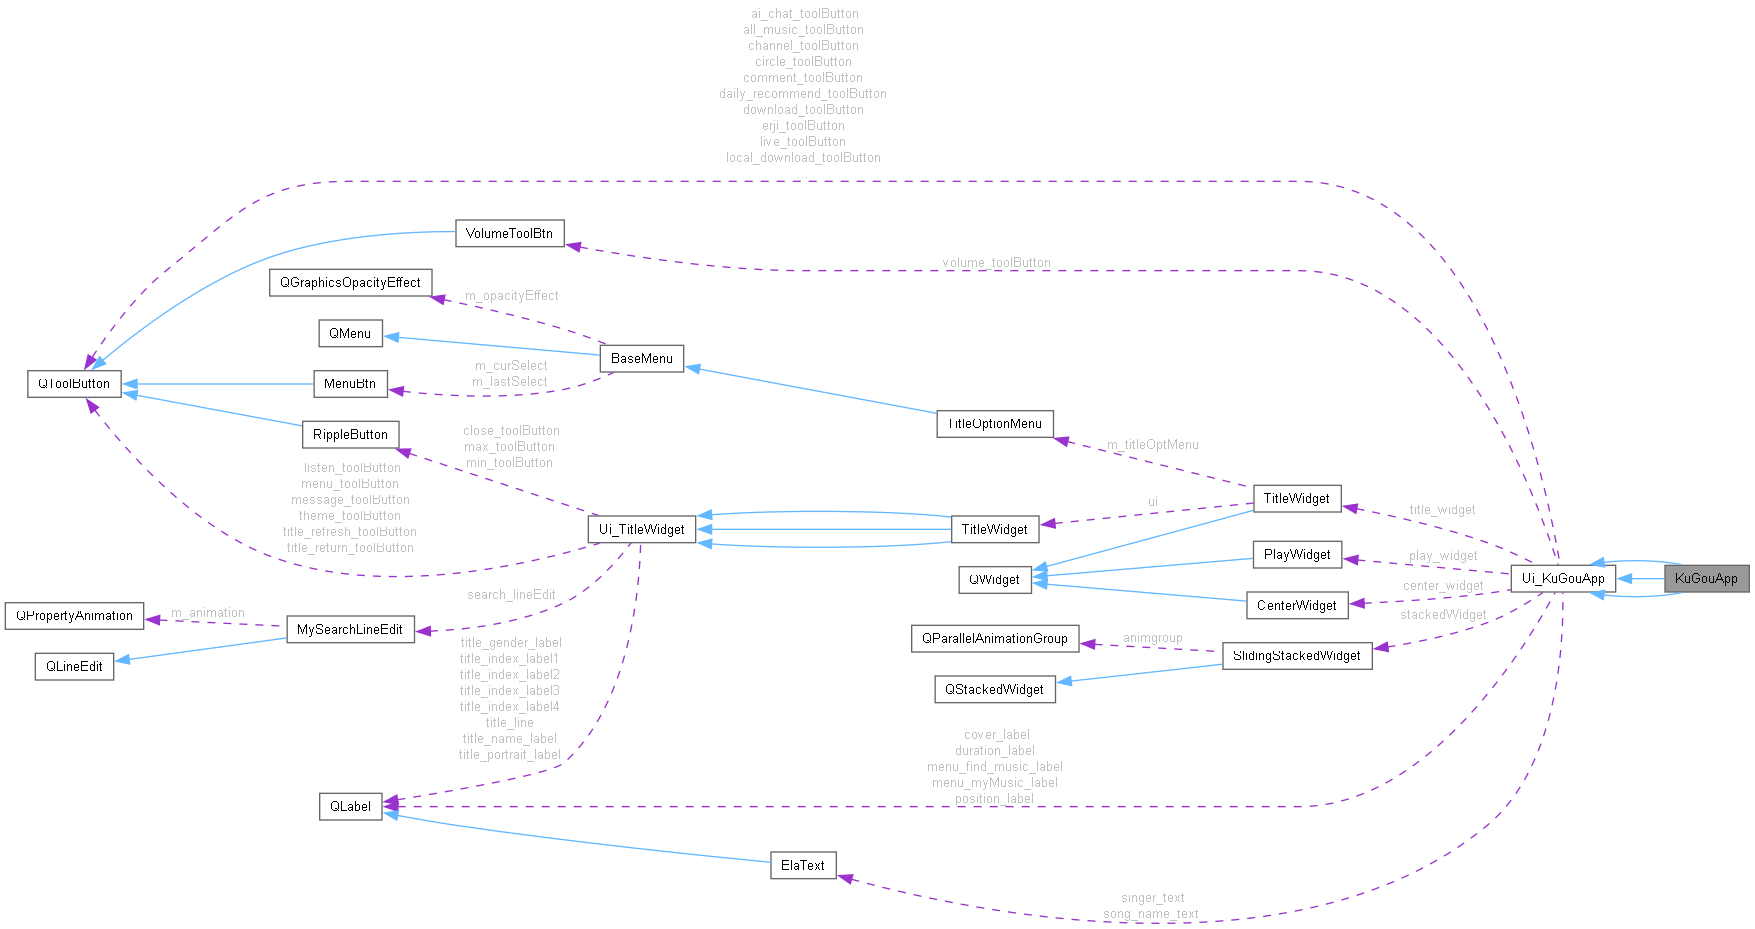 ai_chat_toolButton
all_music_toolButton
channel_toolButton
circle_toolButton
comment_toolButton
daily_recommend_toolButton
download_toolButton
erji_toolButton
live_toolButton
local_download_toolButton
...
VolumeToolBtn
volume_toolButton
QGraphicsOpacityEffect
m_opacityEffect
QMenu
BaseMenu
m_curSelect
m_lastSelect
QToolButton
MenuBtn
TitleOptionMenu
RippleButton
close_toolButton
max_toolButton
min_toolButton
m_titleOptMenu
listen_toolButton
menu_toolButton
message_toolButton
theme_toolButton
title_refresh_toolButton
title_return_toolButton
Ui_TitleWidget
TitleWidget
ui
TitleWidget
title_widget
QWidget
PlayWidget
play_widget
Ui_KuGouApp
KuGouApp
center_widget
CenterWidget
stackedWidget
QPropertyAnimation
m_animation
search_lineEdit
MySearchLineEdit
QLineEdit
QParallelAnimationGroup
animgroup
SlidingStackedWidget
QStackedWidget
title_gender_label
title_index_label1
title_index_label2
title_index_label3
title_index_label4
title_line
title_name_label
title_portrait_label
cover_label
duration_label
menu_find_music_label
menu_myMusic_label
position_label
QLabel
ElaText
singer_text
song_name_text